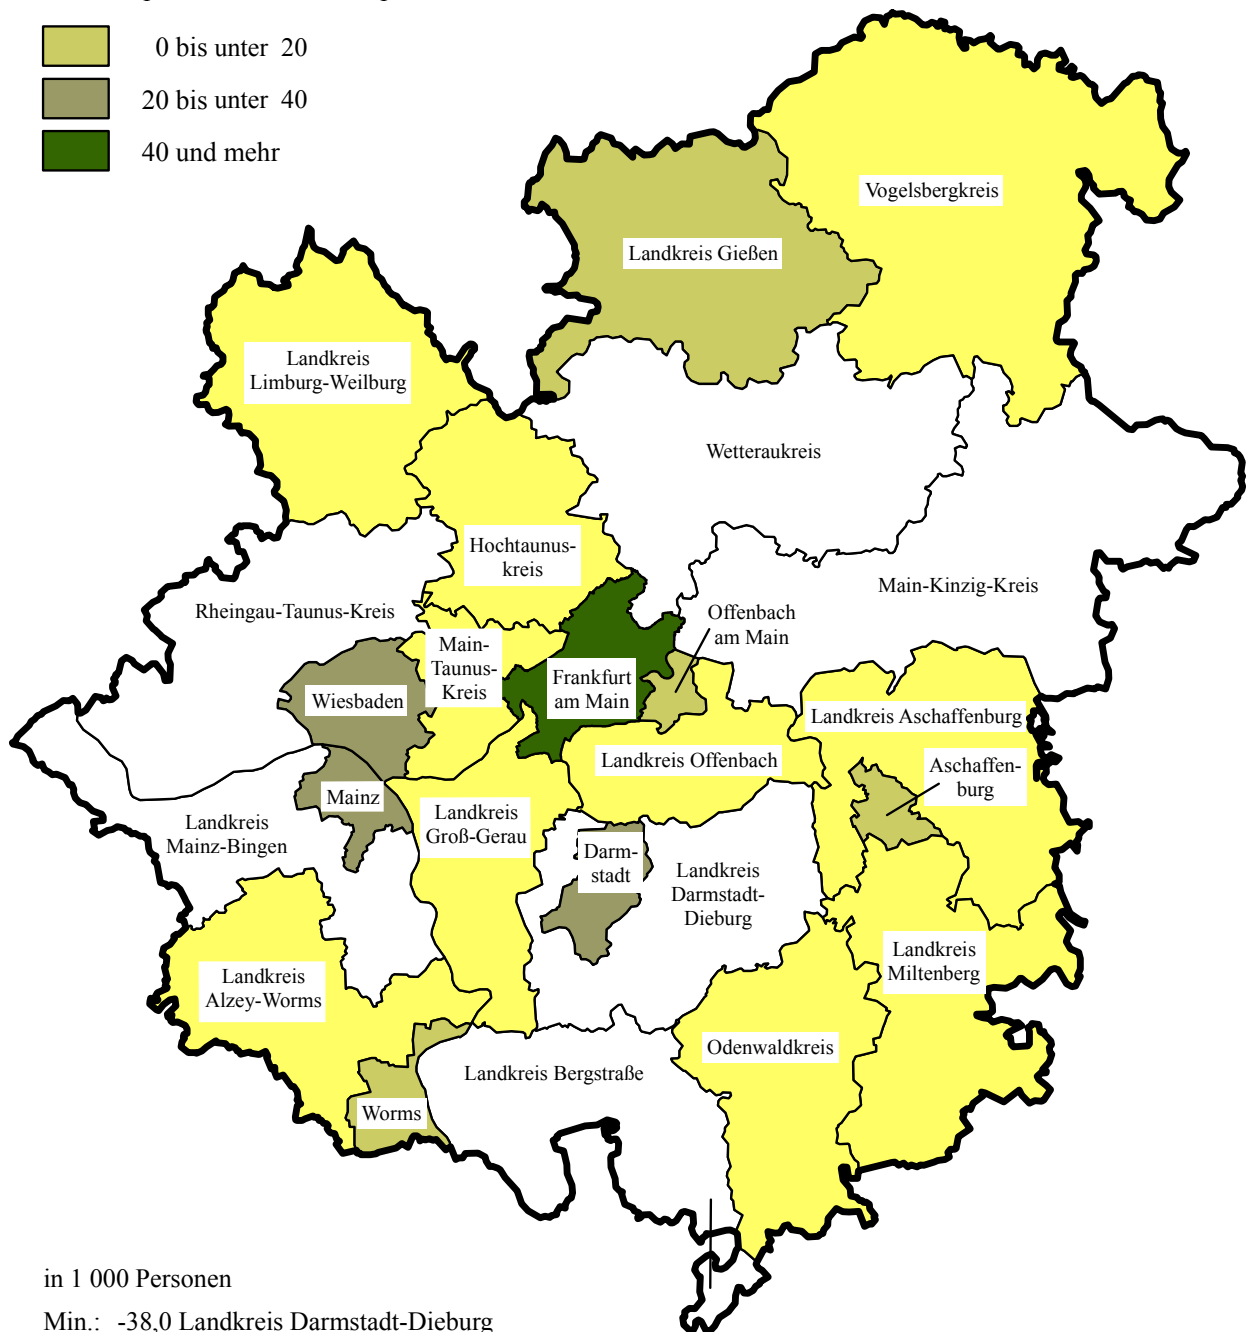 0 bis unter 20
20 bis unter 40
40 und mehr
Vogelsbergkreis
Landkreis Gießen
Landkreis
Limburg-Weilburg
Wetteraukreis
Hochtaunus-
kreis
Main-Kinzig-Kreis
Rheingau-Taunus-Kreis
Offenbach
am Main
Main-
Taunus-
Kreis
Frankfurt
am Main
Wiesbaden
Landkreis Aschaffenburg
Landkreis Offenbach
Aschaffen-
burg
Mainz
Landkreis
Groß-Gerau
Landkreis
Mainz-Bingen
Darm-
stadt
Landkreis
Darmstadt-
Dieburg
Landkreis
Miltenberg
Landkreis
Alzey-Worms
Odenwaldkreis
Landkreis Bergstraße
Worms
in 1 000 Personen
Min.: -38,0 Landkreis Darmstadt-Dieburg